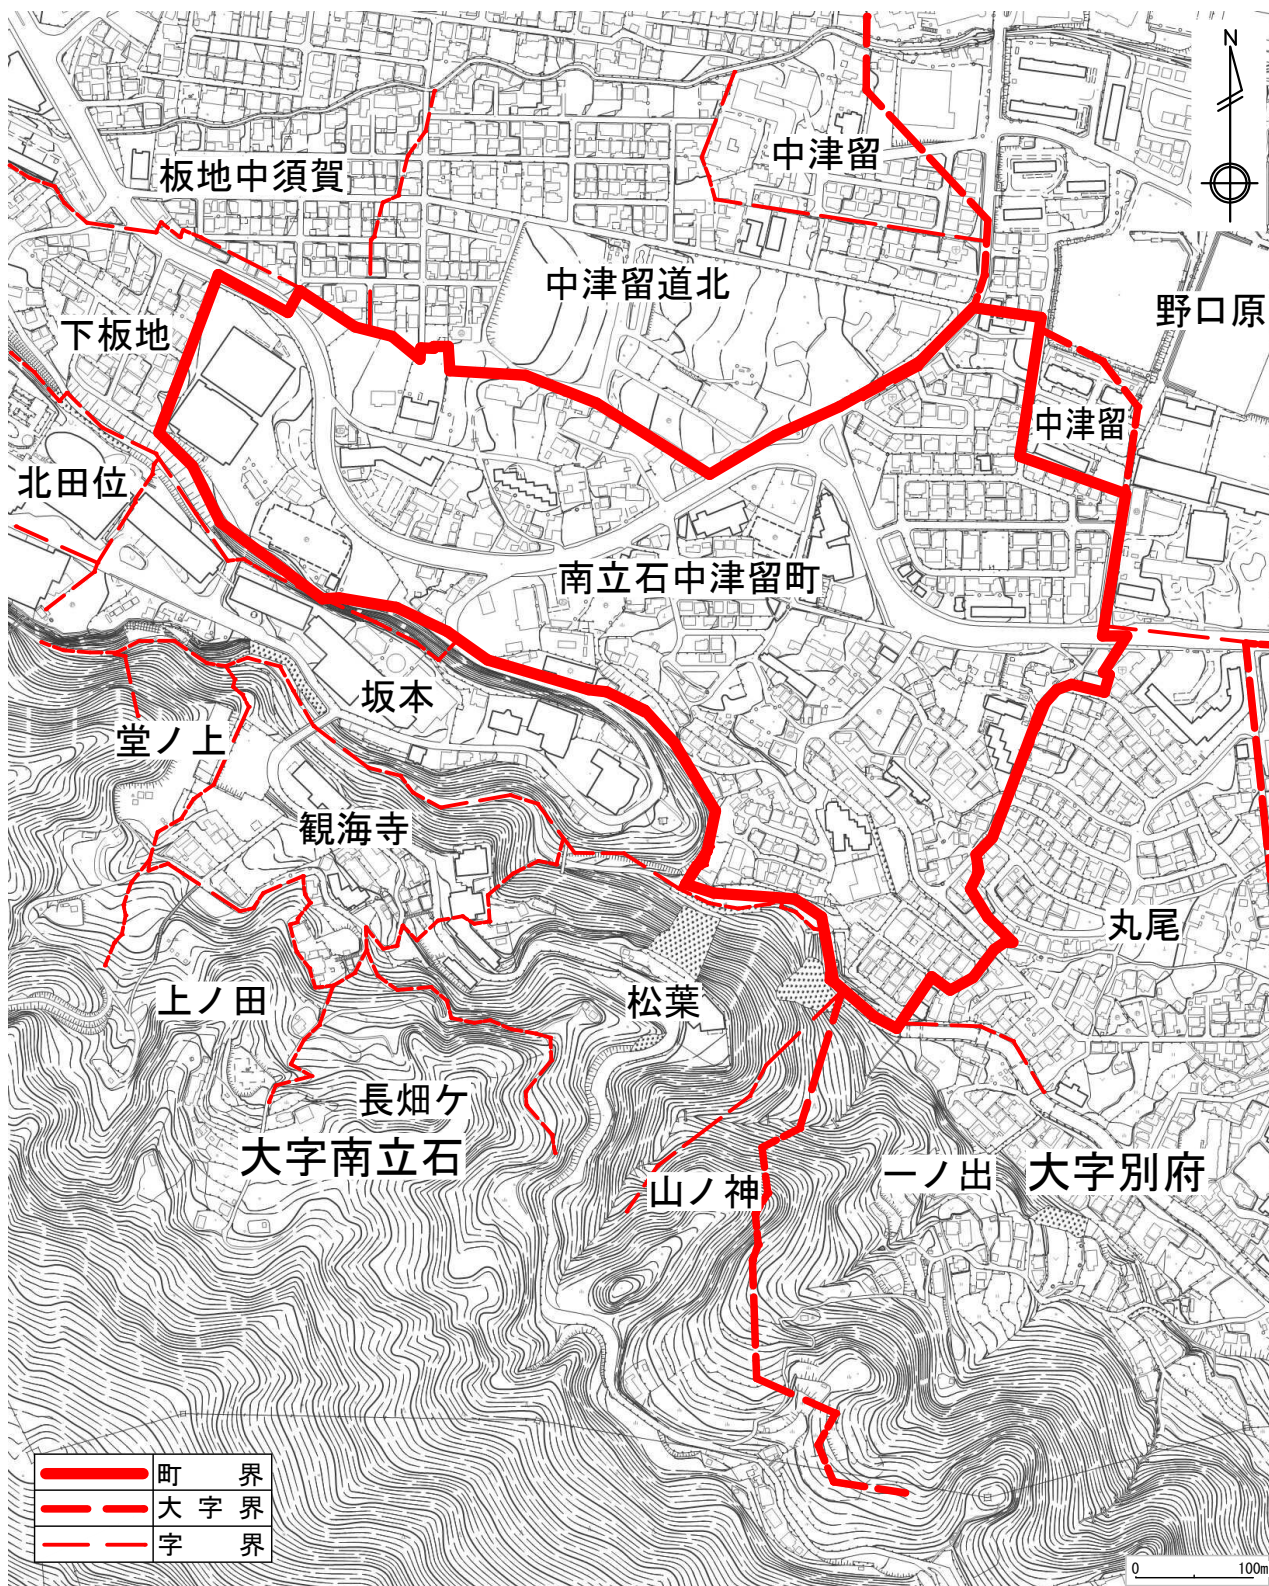 N
中津留
板地中須賀
中津留道北
野口原
下板地
中津留
北田位
南立石中津留町
坂本
堂ノ上
観海寺
丸尾
上ノ田
松葉
長畑ケ
大字南立石
山ノ神
一ノ出
大字別府
町 界
大 字 界
字 界
0 100m